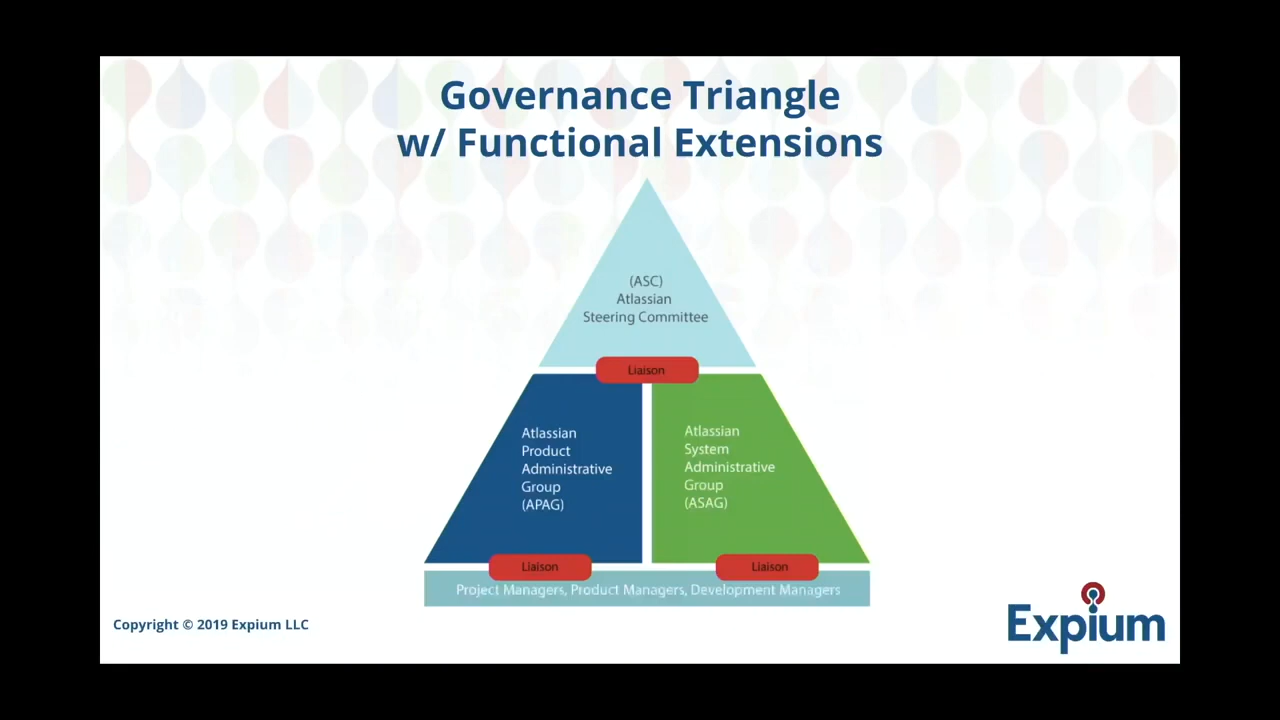 Governance Triangle
w/ Functional Extensions
(ASC)
Atlassian
Steering Committee
Liaison
Atlassian
Product
Administrative
Group
(APAG)
Atlassian
System
Administrative
Group
(ASAG)
Liaison
Liaison
Project Managers, Product Managers, Development Managers
Copyright © 2019 Expium LLC
Expium